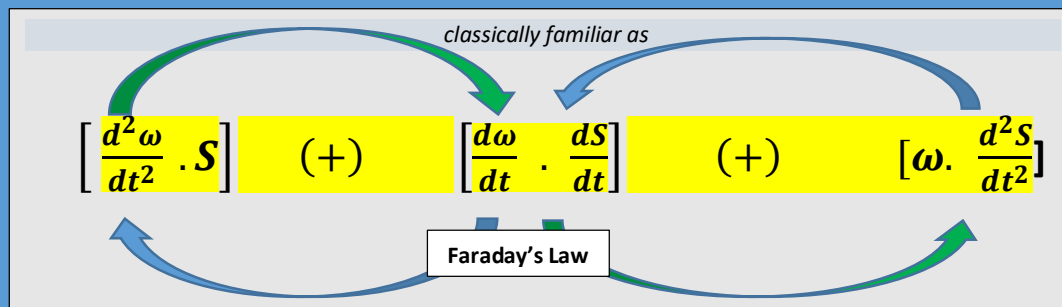 classically familiar as
[ d²ω/dt² . S] (+) [dω/dt . dS/dt] (+) [ω. d²S/dt²]
Faraday’s Law